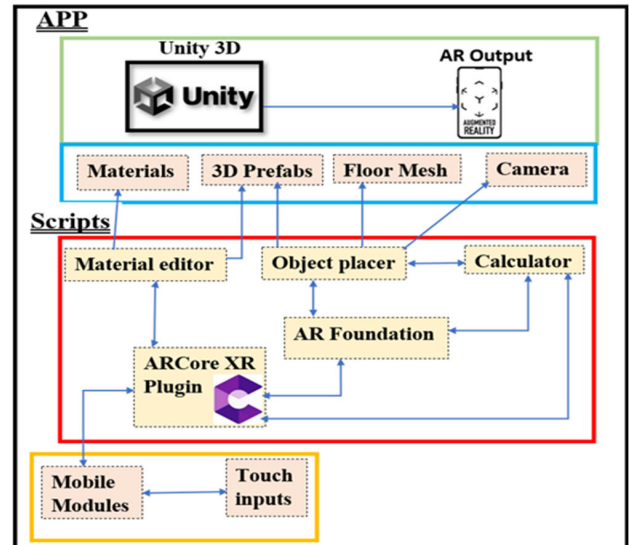 APP
Unity 3D
AR Output
Unity
AUGMENTED
REALITY
Materials
3D Prefabs
Floor Mesh
Camera
Scripts
Material editor
Object placer
Calculator
AR Foundation
ARCore XR
Plugin
Mobile
Modules
Touch
inputs